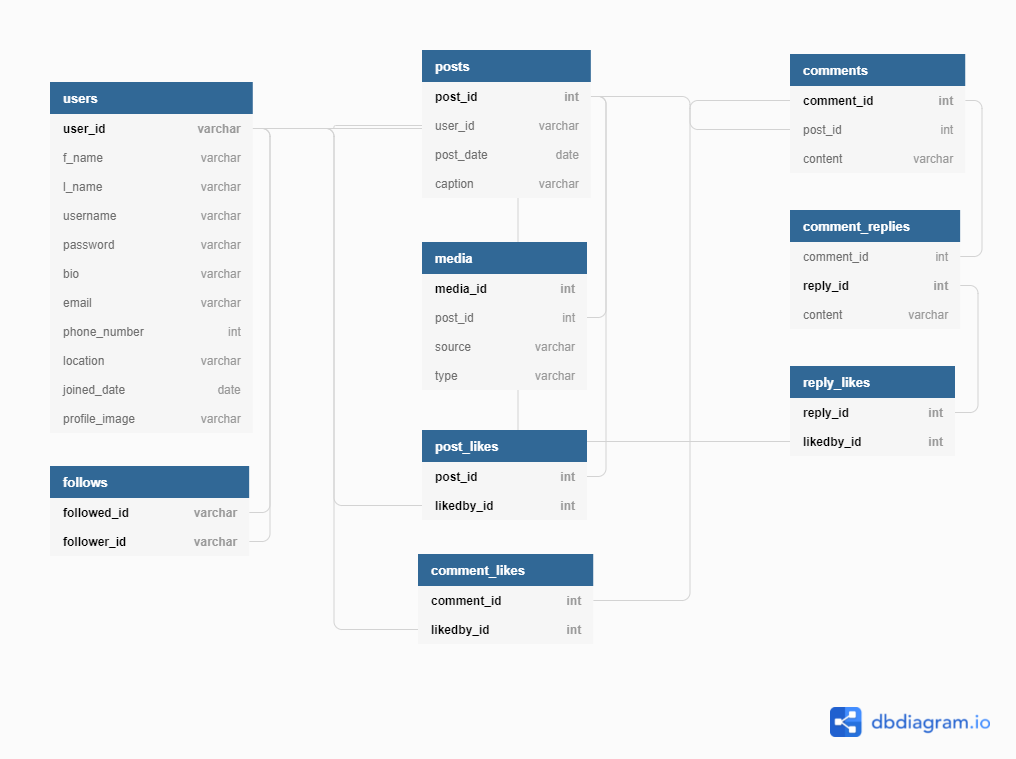 users
user_id varchar
f_name varchar
l_name varchar
username varchar
password varchar
bio varchar
email varchar
phone_number int
location varchar
joined_date date
profile_image varchar
follows
followed_id varchar
follower_id varchar
posts
post_id int
user_id varchar
post_date date
caption varchar
media
media_id int
post_id int
source varchar
type varchar
post_likes
post_id int
likedby_id int
comment_likes
comment_id int
likedby_id int
comments
comment_id int
post_id int
content varchar
comment_replies
comment_id int
reply_id int
content varchar
reply_likes
reply_id int
likedby_id int
dbdiagram.io